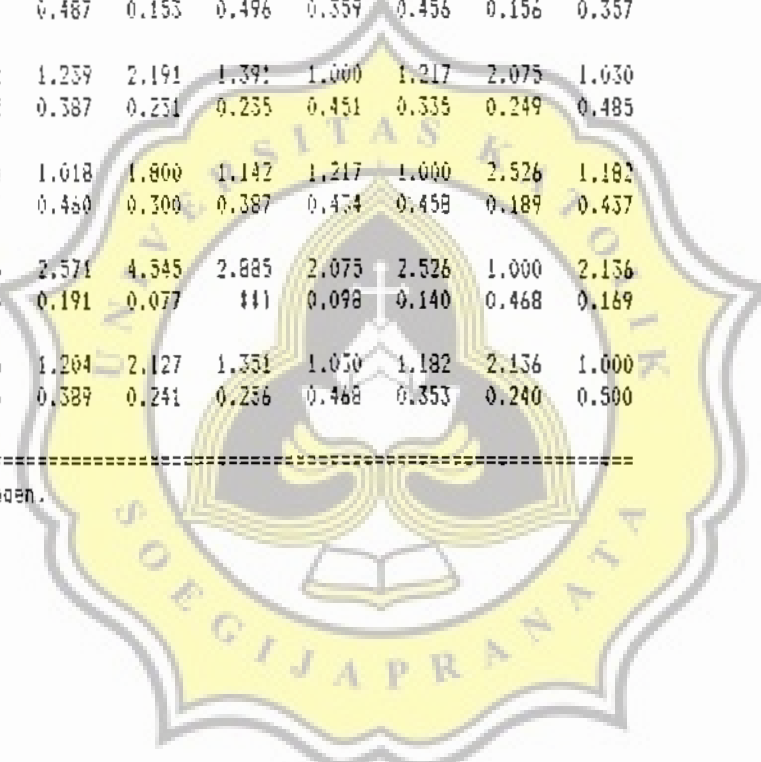 0.487 0.153 0.496 0.359 0.456 0.156 0.357
1.239 2.191 1.391 1.000 1.217 2.075 1.030
0.387 0.231 0.235 0.451 0.335 0.249 0.485
1.018 1.800 1.142 1.217 1.000 2.526 1.182
0.460 0.300 0.387 0.434 0.458 0.189 0.437
2.571 4.545 2.885 2.075 2.526 1.000 2.136
0.191 0.077 0.098 0.140 0.468 0.169
1.204 2.127 1.331 1.030 1.182 2.136 1.000
0.389 0.241 0.236 0.468 0.353 0.240 0.500
UNIVERSITAS KATOLIK
SOEGIJAPRANATA